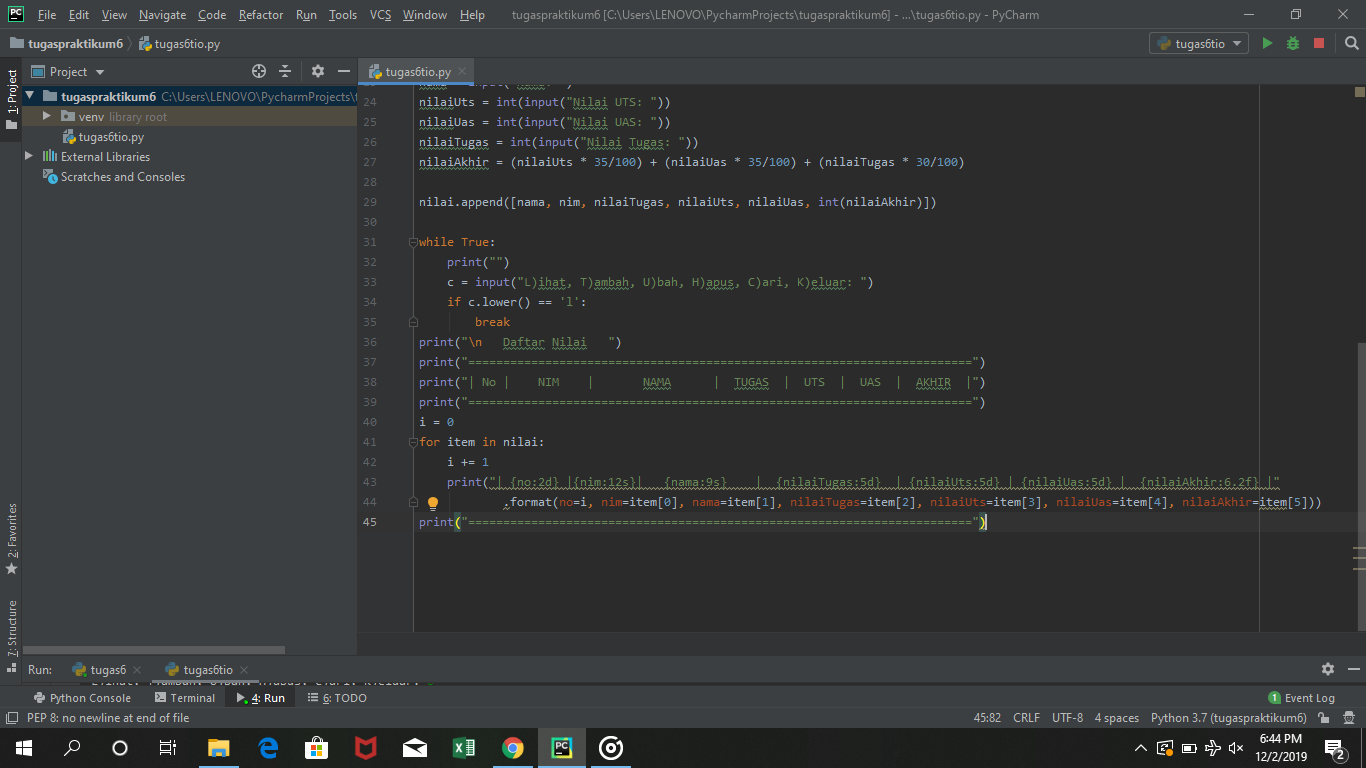 File Edit View Navigate Code Refactor Run Tools VCS Window Help tugaspraktikum6 [C:\Users\LENOVO\PycharmProjects\tugaspraktikum6] - ...\tugas6tio.py - PyCharm
tugaspraktikum6 tugas6tio.py tugas6tio
Project tugas6tio.py
1: Project
tugaspraktikum6 C:\Users\LENOVO\PycharmProjects\t
venv library root
tugas6tio.py
External Libraries
Scratches and Consoles
24 nilaiUts = int(input("Nilai UTS: "))
25 nilaiUas = int(input("Nilai UAS: "))
26 nilaiTugas = int(input("Nilai Tugas: "))
27 nilaiAkhir = (nilaiUts * 35/100) + (nilaiUas * 35/100) + (nilaiTugas * 30/100)
28
29 nilai.append([nama, nim, nilaiTugas, nilaiUts, nilaiUas, int(nilaiAkhir)])
30
31 while True:
32     print("")
33     c = input("L)ihat, T)ambah, U)bah, H)apus, C)ari, K)eluar: ")
34     if c.lower() == 'l':
35         break
36 print("\n   Daftar Nilai   ")
37 print("========================================================================")
38 print("| No |    NIM    |       NAMA      |  TUGAS  |  UTS  |  UAS  |  AKHIR  |")
39 print("========================================================================")
40 i = 0
41 for item in nilai:
42     i += 1
43     print("| {no:2d} |{nim:12s}|   {nama:9s}    |  {nilaiTugas:5d}  | {nilaiUts:5d} | {nilaiUas:5d} |  {nilaiAkhir:6.2f} |"
44             .format(no=i, nim=item[0], nama=item[1], nilaiTugas=item[2], nilaiUts=item[3], nilaiUas=item[4], nilaiAkhir=item[5]))
45 print("========================================================================")
2: Favorites
7: Structure
Run: tugas6 tugas6tio
Python Console Terminal 4: Run 6: TODO 1 Event Log
PEP 8: no newline at end of file 45:82 CRLF UTF-8 4 spaces Python 3.7 (tugaspraktikum6)
6:44 PM
12/2/2019
2